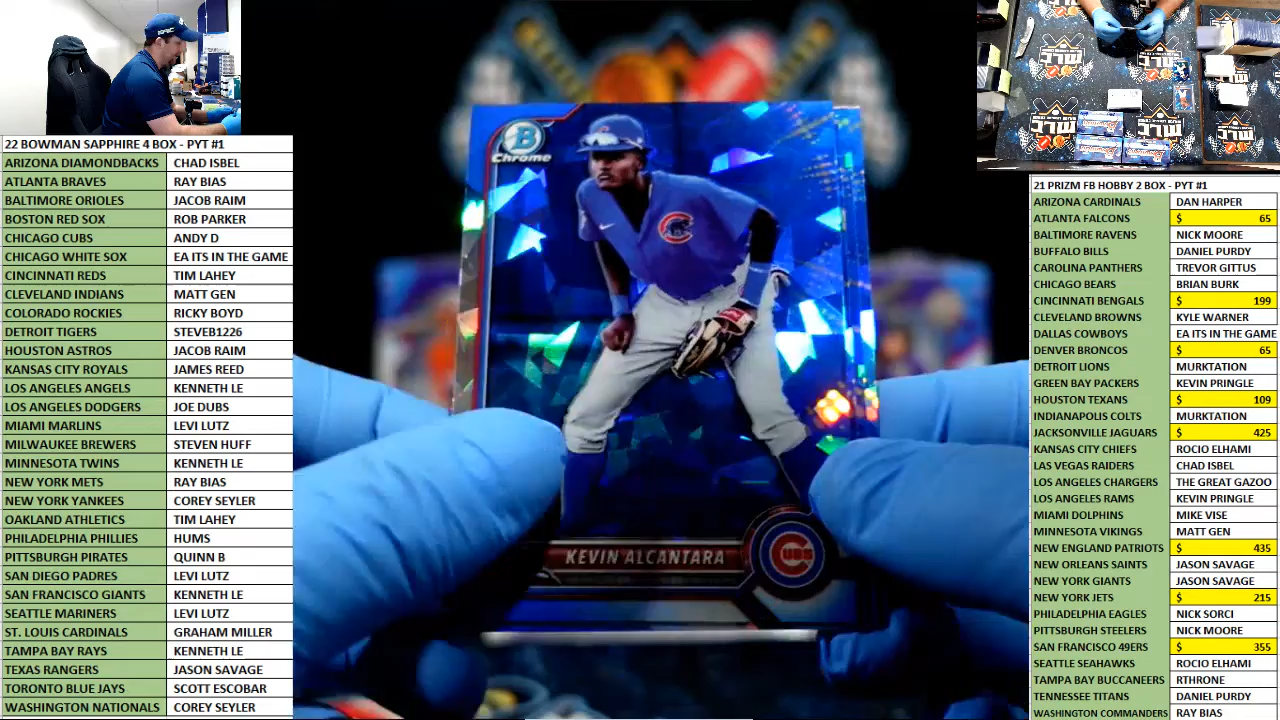 22 BOWMAN SAPPHIRE 4 BOX - PYT #1
ARIZONA DIAMONDBACKS CHAD ISBEL
ATLANTA BRAVES RAY BIAS
BALTIMORE ORIOLES JACOB RAIM
BOSTON RED SOX ROB PARKER
CHICAGO CUBS ANDY D
CHICAGO WHITE SOX EA ITS IN THE GAME
CINCINNATI REDS TIM LAHEY
CLEVELAND INDIANS MATT GEN
COLORADO ROCKIES RICKY BOYD
DETROIT TIGERS STEVEB1226
HOUSTON ASTROS JACOB RAIM
KANSAS CITY ROYALS JAMES REED
LOS ANGELES ANGELS KENNETH LE
LOS ANGELES DODGERS JOE DUBS
MIAMI MARLINS LEVI LUTZ
MILWAUKEE BREWERS STEVEN HUFF
MINNESOTA TWINS KENNETH LE
NEW YORK METS RAY BIAS
NEW YORK YANKEES COREY SEYLER
OAKLAND ATHLETICS TIM LAHEY
PHILADELPHIA PHILLIES HUMS
PITTSBURGH PIRATES QUINN B
SAN DIEGO PADRES LEVI LUTZ
SAN FRANCISCO GIANTS KENNETH LE
SEATTLE MARINERS LEVI LUTZ
ST. LOUIS CARDINALS GRAHAM MILLER
TAMPA BAY RAYS KENNETH LE
TEXAS RANGERS JASON SAVAGE
TORONTO BLUE JAYS SCOTT ESCOBAR
WASHINGTON NATIONALS COREY SEYLER
B
Chrome
KEVIN ALCANTARA
CUBS
21 PRIZM FB HOBBY 2 BOX - PYT #1
ARIZONA CARDINALS DAN HARPER
ATLANTA FALCONS $ 65
BALTIMORE RAVENS NICK MOORE
BUFFALO BILLS DANIEL PURDY
CAROLINA PANTHERS TREVOR GITTUS
CHICAGO BEARS BRIAN BURK
CINCINNATI BENGALS $ 199
CLEVELAND BROWNS KYLE WARNER
DALLAS COWBOYS EA ITS IN THE GAME
DENVER BRONCOS $ 65
DETROIT LIONS MURKTATION
GREEN BAY PACKERS KEVIN PRINGLE
HOUSTON TEXANS $ 109
INDIANAPOLIS COLTS MURKTATION
JACKSONVILLE JAGUARS $ 425
KANSAS CITY CHIEFS ROCIO ELHAMI
LAS VEGAS RAIDERS CHAD ISBEL
LOS ANGELES CHARGERS THE GREAT GAZOO
LOS ANGELES RAMS KEVIN PRINGLE
MIAMI DOLPHINS MIKE VISE
MINNESOTA VIKINGS MATT GEN
NEW ENGLAND PATRIOTS $ 435
NEW ORLEANS SAINTS JASON SAVAGE
NEW YORK GIANTS JASON SAVAGE
NEW YORK JETS $ 215
PHILADELPHIA EAGLES NICK SORCI
PITTSBURGH STEELERS NICK MOORE
SAN FRANCISCO 49ERS $ 355
SEATTLE SEAHAWKS ROCIO ELHAMI
TAMPA BAY BUCCANEERS RTHRONE
TENNESSEE TITANS DANIEL PURDY
WASHINGTON COMMANDERS RAY BIAS